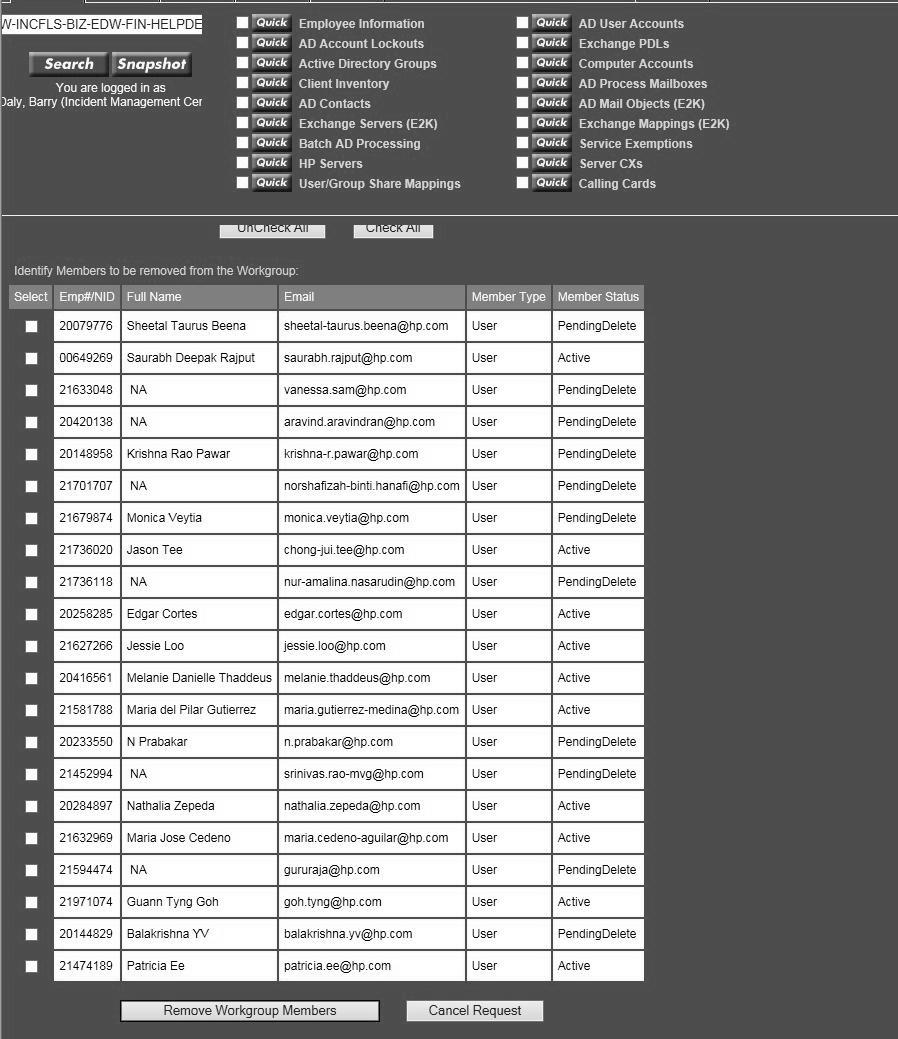 W-INCFLS-BIZ-EDW-FIN-HELPDE
Search Snapshot
You are logged in as
Daly, Barry (Incident Management Cer
Quick Employee Information Quick AD User Accounts
Quick AD Account Lockouts Quick Exchange PDLs
Quick Active Directory Groups Quick Computer Accounts
Quick Client Inventory Quick AD Process Mailboxes
Quick AD Contacts Quick AD Mail Objects (E2K)
Quick Exchange Servers (E2K) Quick Exchange Mappings (E2K)
Quick Batch AD Processing Quick Service Exemptions
Quick HP Servers Quick Server CXs
Quick User/Group Share Mappings Quick Calling Cards
UnCheck All Check All
Identify Members to be removed from the Workgroup:
Select Emp#/NID Full Name Email Member Type Member Status
20079776 Sheetal Taurus Beena sheetal-taurus.beena@hp.com User PendingDelete
00649269 Saurabh Deepak Rajput saurabh.rajput@hp.com User Active
21633048 NA vanessa.sam@hp.com User PendingDelete
20420138 NA aravind.aravindran@hp.com User PendingDelete
20148958 Krishna Rao Pawar krishna-r.pawar@hp.com User PendingDelete
21701707 NA norshafizah-binti.hanafi@hp.com User PendingDelete
21679874 Monica Veytia monica.veytia@hp.com User PendingDelete
21736020 Jason Tee chong-jui.tee@hp.com User Active
21736118 NA nur-amalina.nasarudin@hp.com User PendingDelete
20258285 Edgar Cortes edgar.cortes@hp.com User Active
21627266 Jessie Loo jessie.loo@hp.com User Active
20416561 Melanie Danielle Thaddeus melanie.thaddeus@hp.com User Active
21581788 Maria del Pilar Gutierrez maria.gutierrez-medina@hp.com User Active
20233550 N Prabakar n.prabakar@hp.com User PendingDelete
21452994 NA srinivas.rao-mvg@hp.com User PendingDelete
20284897 Nathalia Zepeda nathalia.zepeda@hp.com User Active
21632969 Maria Jose Cedeno maria.cedeno-aguilar@hp.com User Active
21594474 NA gururaja@hp.com User PendingDelete
21971074 Guann Tyng Goh goh.tyng@hp.com User Active
20144829 Balakrishna YV balakrishna.yv@hp.com User PendingDelete
21474189 Patricia Ee patricia.ee@hp.com User Active
Remove Workgroup Members Cancel Request